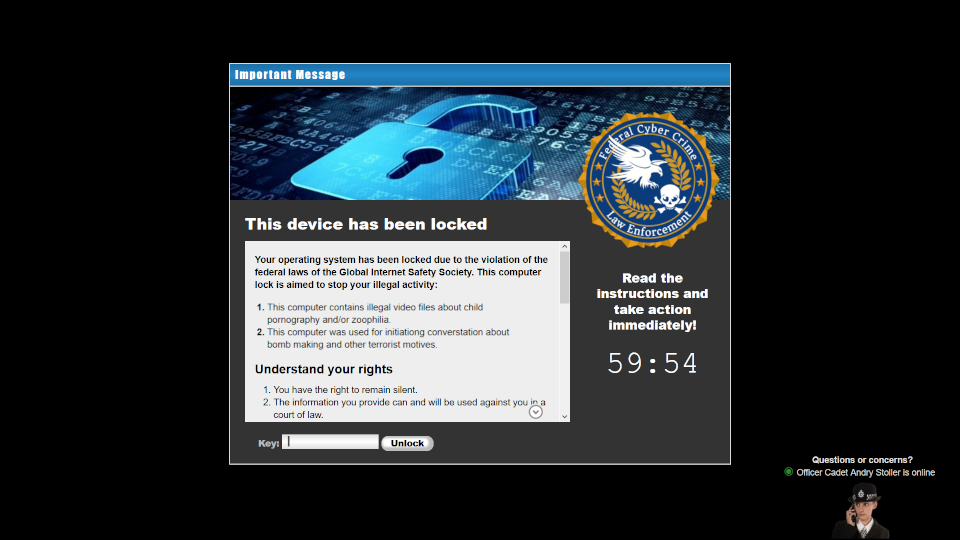 Important Message
Federal Cyber Crime
Law Enforcement
This device has been locked
Your operating system has been locked due to the violation of the
federal laws of the Global Internet Safety Society. This computer
lock is aimed to stop your illegal activity:
1. This computer contains illegal video files about child
pornography and/or zoophilia.
2. This computer was used for initiationg converstation about
bomb making and other terrorist motives.
Understand your rights
1. You have the right to remain silent.
2. The information you provide can and will be used against you in a
court of law.
Key:
Unlock
Read the
instructions and
take action
immediately!
59:54
Questions or concerns?
Officer Cadet Andry Stoller is online